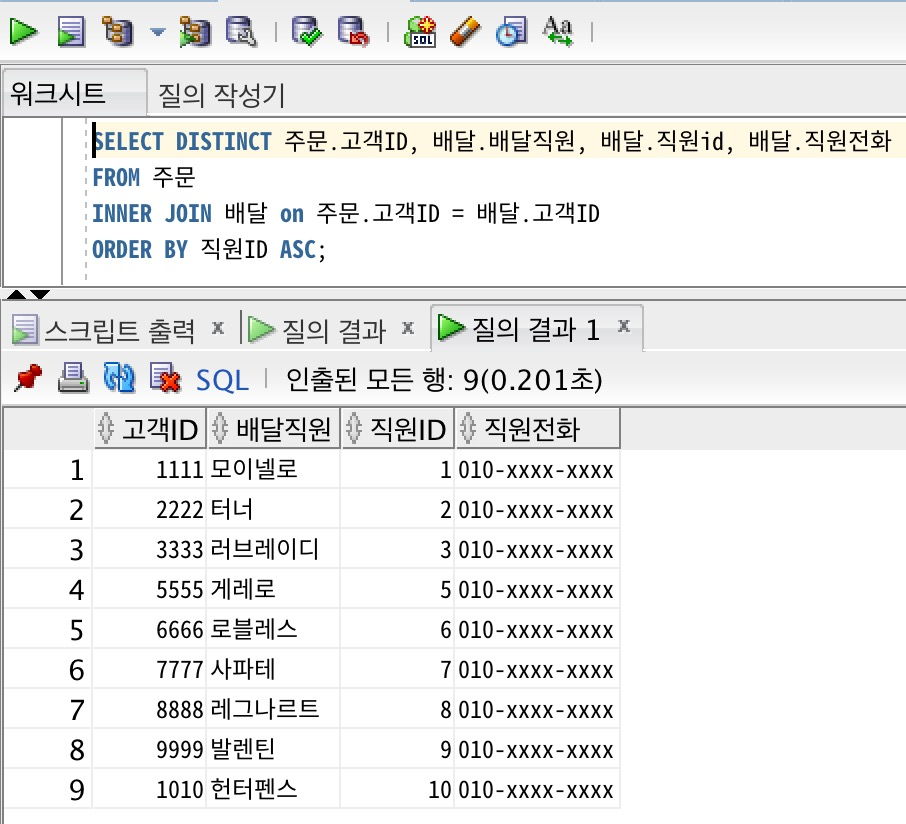 SQL Aa
워크시트 질의 작성기
SELECT DISTINCT 주문.고객ID, 배달.배달직원, 배달.직원id, 배달.직원전화
FROM 주문
INNER JOIN 배달 on 주문.고객ID = 배달.고객ID
ORDER BY 직원ID ASC;
스크립트 출력 x 질의 결과 x 질의 결과 1 x
SQL 인출된 모든 행: 9(0.201초)
고객ID 배달직원 직원ID 직원전화
1 1111 모이넬로 1 010-xxxx-xxxx
2 2222 터너 2 010-xxxx-xxxx
3 3333 러브레이디 3 010-xxxx-xxxx
4 5555 게레로 5 010-xxxx-xxxx
5 6666 로블레스 6 010-xxxx-xxxx
6 7777 사파테 7 010-xxxx-xxxx
7 8888 레그나르트 8 010-xxxx-xxxx
8 9999 발렌틴 9 010-xxxx-xxxx
9 1010 헌터펜스 10 010-xxxx-xxxx